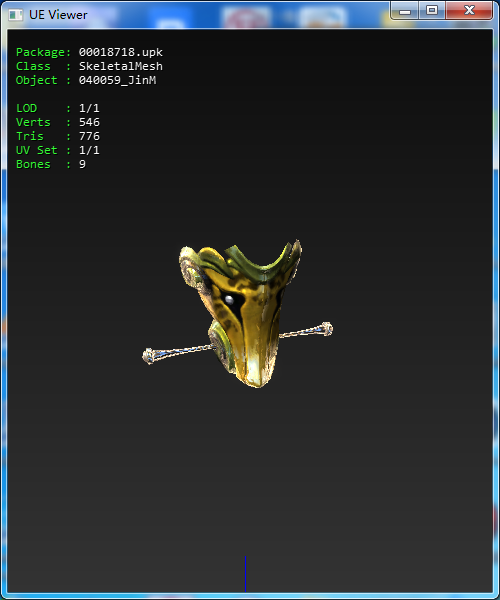 UE Viewer
Package: 00018718.upk
Class : SkeletalMesh
Object : 040059_JinM
LOD : 1/1
Verts : 546
Tris : 776
UV Set : 1/1
Bones : 9